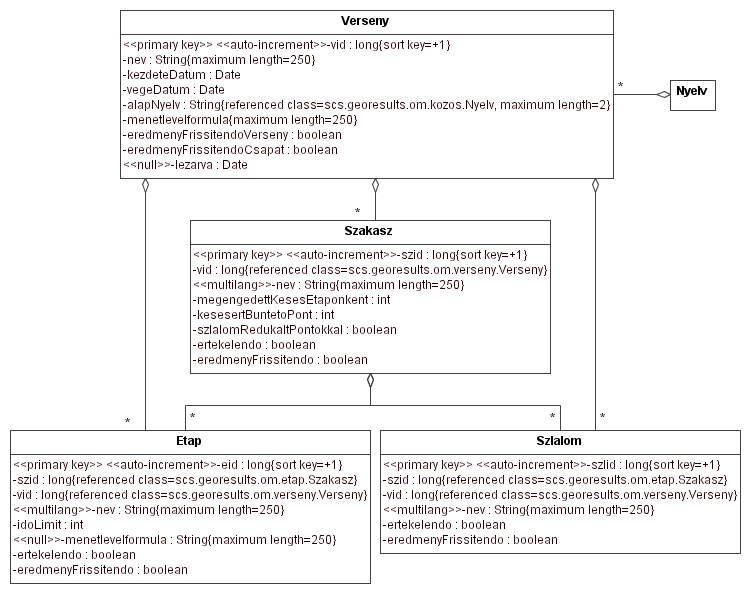 Verseny
<<primary key>> <<auto-increment>>-vid : long{sort key=+1}
-nev : String{maximum length=250}
-kezdeteDatum : Date
-vegeDatum : Date
-alapNyelv : String{referenced class=scs.georesults.om.kozos.Nyelv, maximum length=2}
-menetlevelformula{maximum length=250}
-eredmenyFrissitendoVerseny : boolean
-eredmenyFrissitendoCsapat : boolean
<<null>>-lezarva : Date
*
Nyelv
*
Szakasz
<<primary key>> <<auto-increment>>-szid : long{sort key=+1}
-vid : long{referenced class=scs.georesults.om.verseny.Verseny}
<<multilang>>-nev : String{maximum length=250}
-megengedettKesesEtaponkent : int
-kesesertBuntetoPont : int
-szlalomRedukaltPontokkal : boolean
-ertekelendo : boolean
-eredmenyFrissitendo : boolean
*
*
*
*
Etap
<<primary key>> <<auto-increment>>-eid : long{sort key=+1}
-szid : long{referenced class=scs.georesults.om.etap.Szakasz}
-vid : long{referenced class=scs.georesults.om.verseny.Verseny}
<<multilang>>-nev : String{maximum length=250}
-idoLimit : int
<<null>>-menetlevelformula : String{maximum length=250}
-ertekelendo : boolean
-eredmenyFrissitendo : boolean
Szlalom
<<primary key>> <<auto-increment>>-szlid : long{sort key=+1}
-szid : long{referenced class=scs.georesults.om.etap.Szakasz}
-vid : long{referenced class=scs.georesults.om.verseny.Verseny}
<<multilang>>-nev : String{maximum length=250}
-ertekelendo : boolean
-eredmenyFrissitendo : boolean